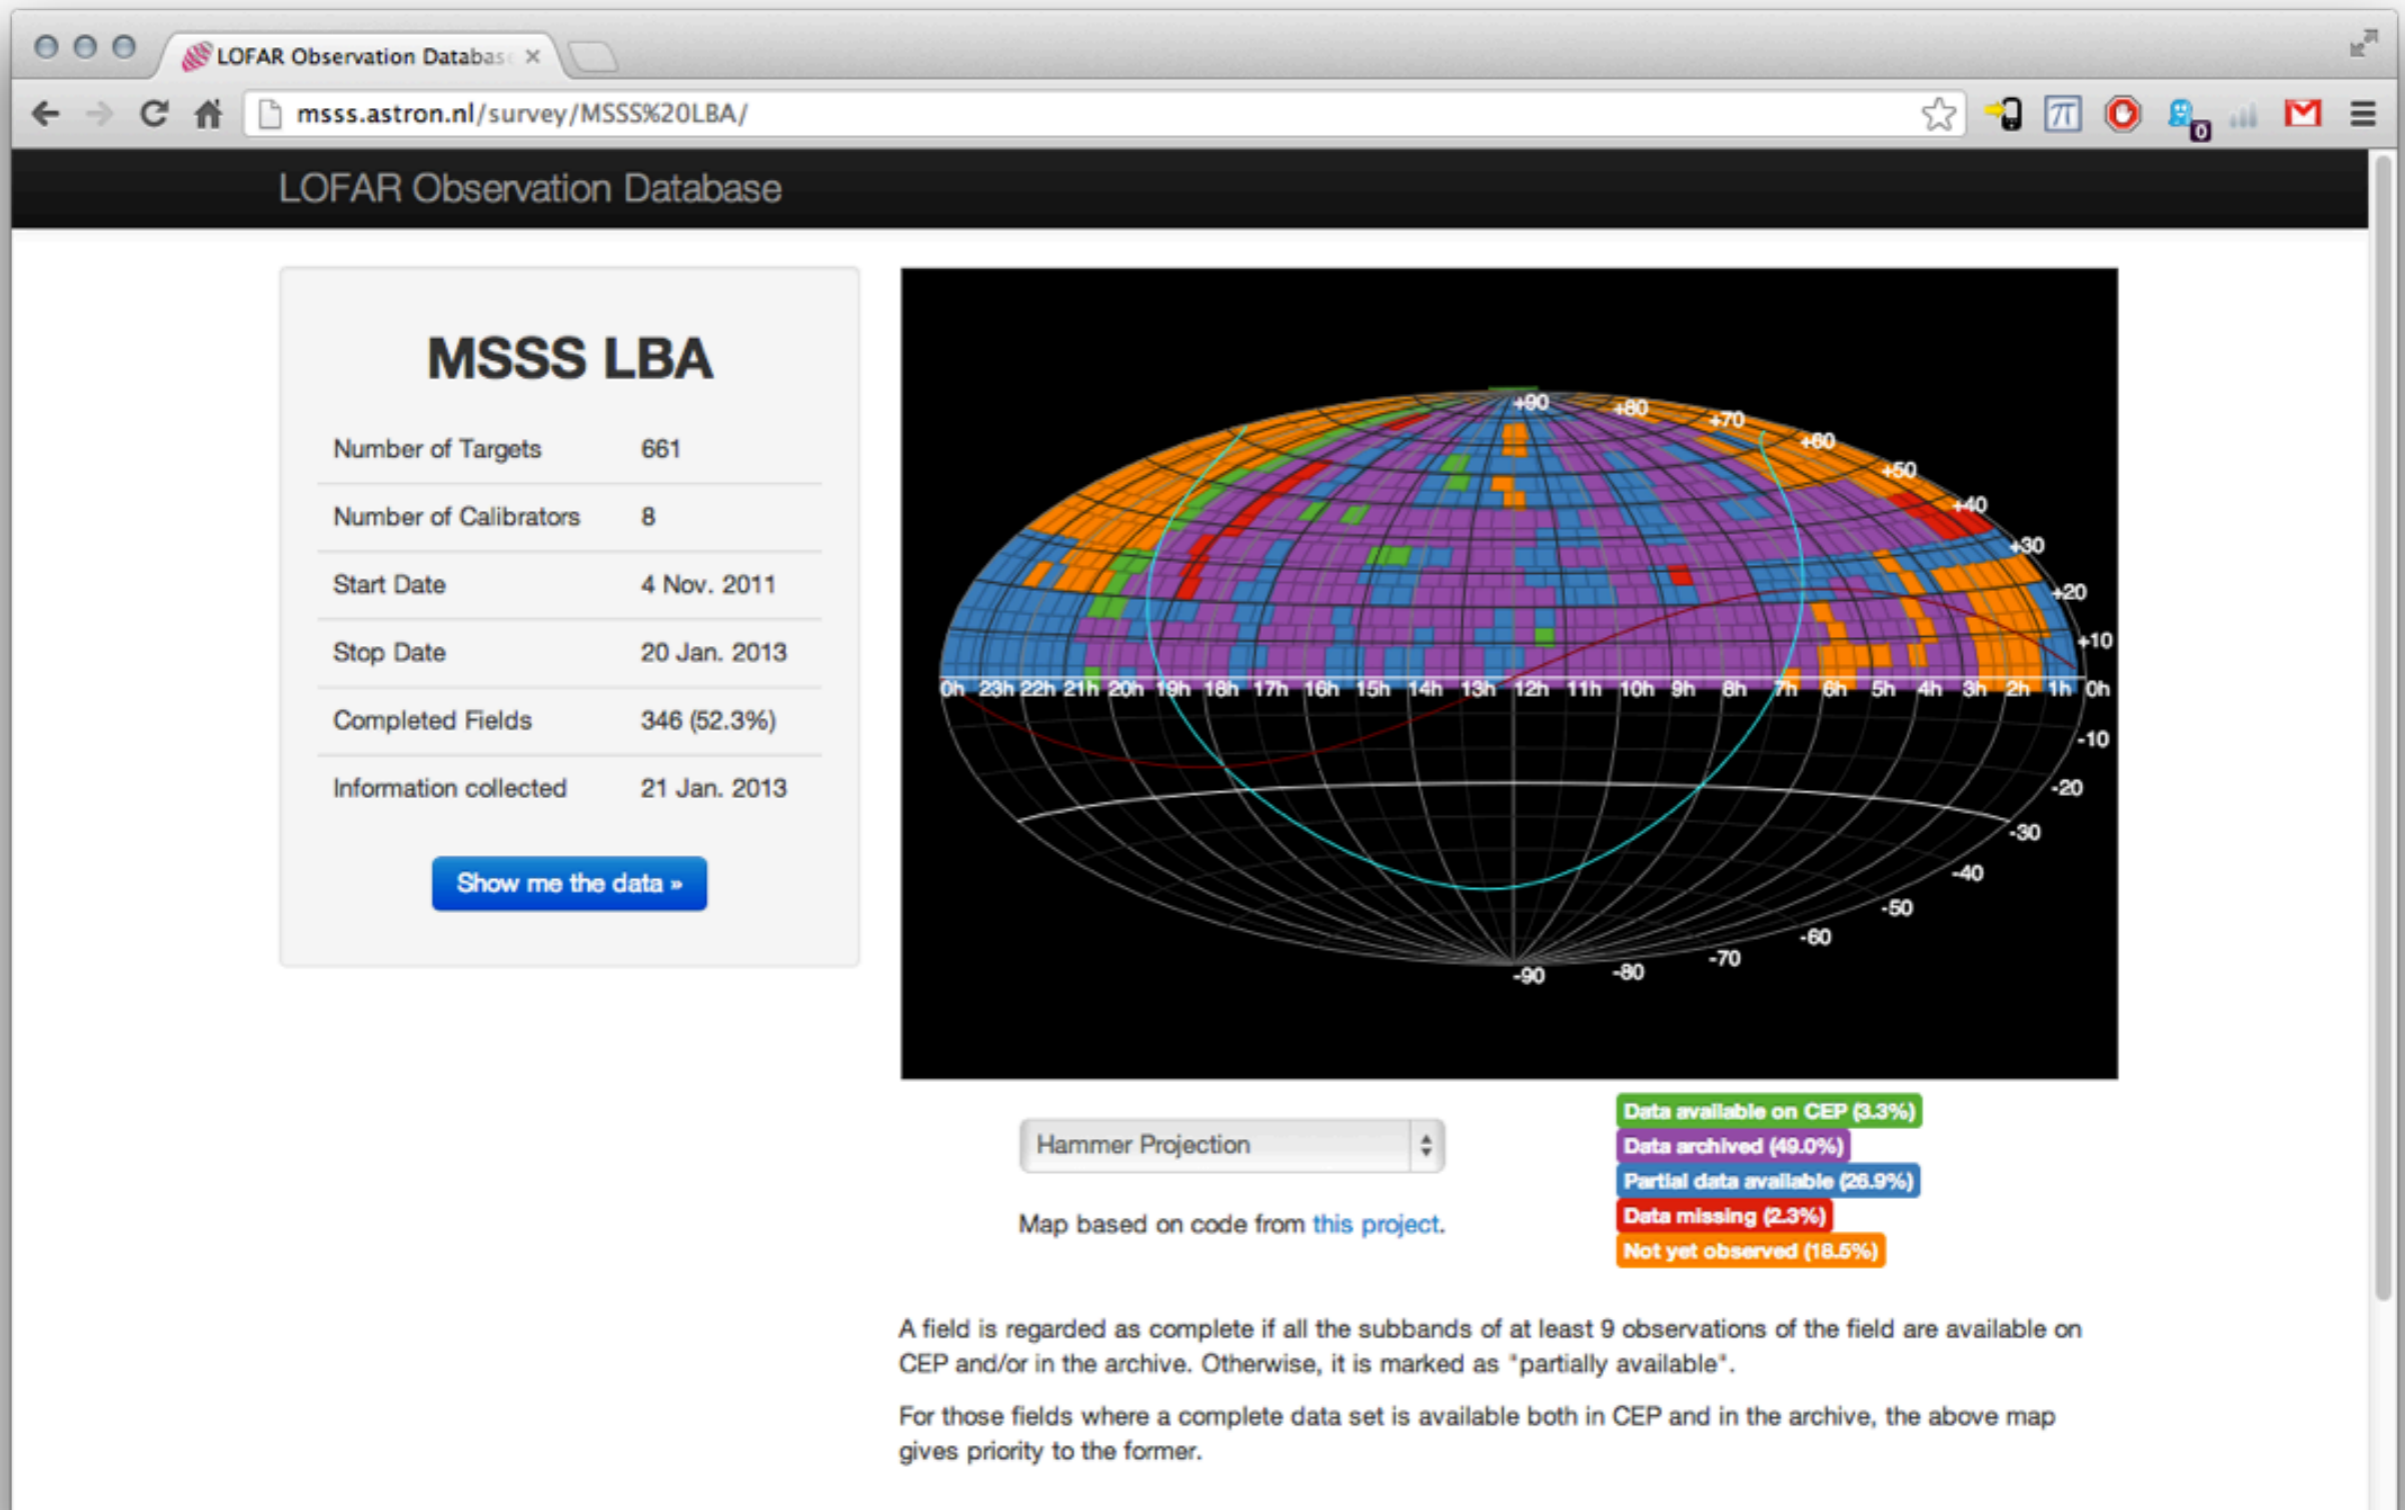 LOFAR Observation Databas
msss.astron.nl/survey/MSSS%20LBA/
0
LOFAR Observation Database
MSSS LBA
Number of Targets 661
Number of Calibrators 8
Start Date 4 Nov. 2011
Stop Date 20 Jan. 2013
Completed Fields 346 (52.3%)
Information collected 21 Jan. 2013
Show me the data »
+90 +80 +70 +60 +50 +40 +30 +20 +10
0h 23h 22h 21h 20h 19h 18h 17h 16h 15h 14h 13h 12h 11h 10h 9h 8h 7h 6h 5h 4h 3h 2h 1h 0h
-10
-20
-30
-40
-50
-60
-70
-80
-90
Hammer Projection
Map based on code from this project.
Data available on CEP (3.3%)
Data archived (49.0%)
Partial data available (26.9%)
Data missing (2.3%)
Not yet observed (18.5%)
A field is regarded as complete if all the subbands of at least 9 observations of the field are available on
CEP and/or in the archive. Otherwise, it is marked as "partially available".
For those fields where a complete data set is available both in CEP and in the archive, the above map
gives priority to the former.